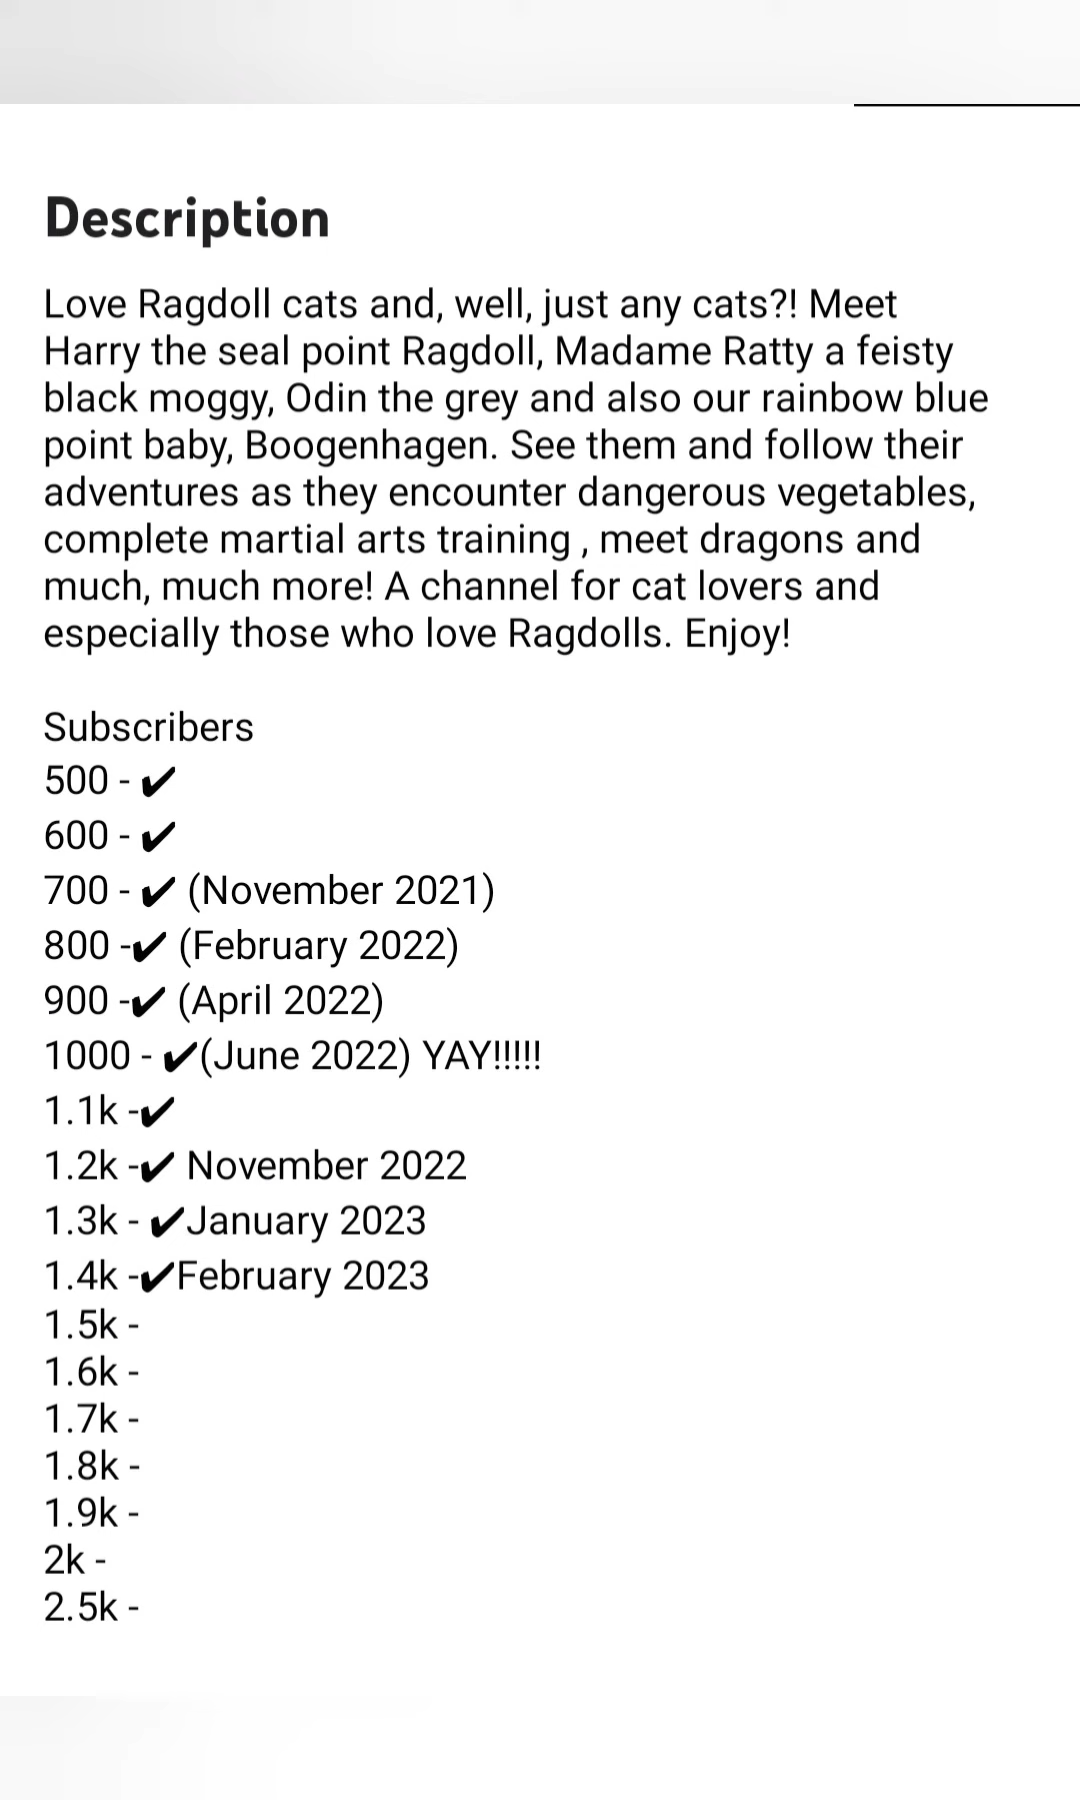 Description
Love Ragdoll cats and, well, just any cats?! Meet
Harry the seal point Ragdoll, Madame Ratty a feisty
black moggy, Odin the grey and also our rainbow blue
point baby, Boogenhagen. See them and follow their
adventures as they encounter dangerous vegetables,
complete martial arts training , meet dragons and
much, much more! A channel for cat lovers and
especially those who love Ragdolls. Enjoy!
Subscribers
500 - ✔
600 - ✔
700 - ✔ (November 2021)
800 -✔ (February 2022)
900 -✔ (April 2022)
1000 - ✔(June 2022) YAY!!!!!
1.1k -✔
1.2k -✔ November 2022
1.3k - ✔January 2023
1.4k -✔February 2023
1.5k -
1.6k -
1.7k -
1.8k -
1.9k -
2k -
2.5k -